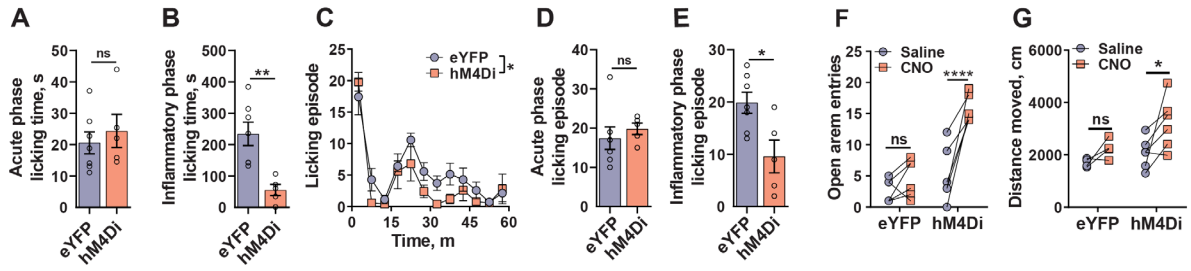 A
Acute phase
licking time, s
50
40
30
20
10
0
ns
eYFP
hM4Di
B
Inflammatory phase
licking time, s
500
400
300
200
100
0
**
eYFP
hM4Di
C
Licking episode
25
20
15
10
5
0
eYFP
hM4Di
*
0
15
30
45
60
Time, m
D
Acute phase
licking episode
40
30
20
10
0
ns
eYFP
hM4Di
E
Inflammatory phase
licking episode
30
20
10
0
*
eYFP
hM4Di
F
Open arem entries
25
20
15
10
5
0
Saline
CNO
ns
****
eYFP
hM4Di
G
Distance moved, cm
6000
4000
2000
0
Saline
CNO
ns
*
eYFP
hM4Di